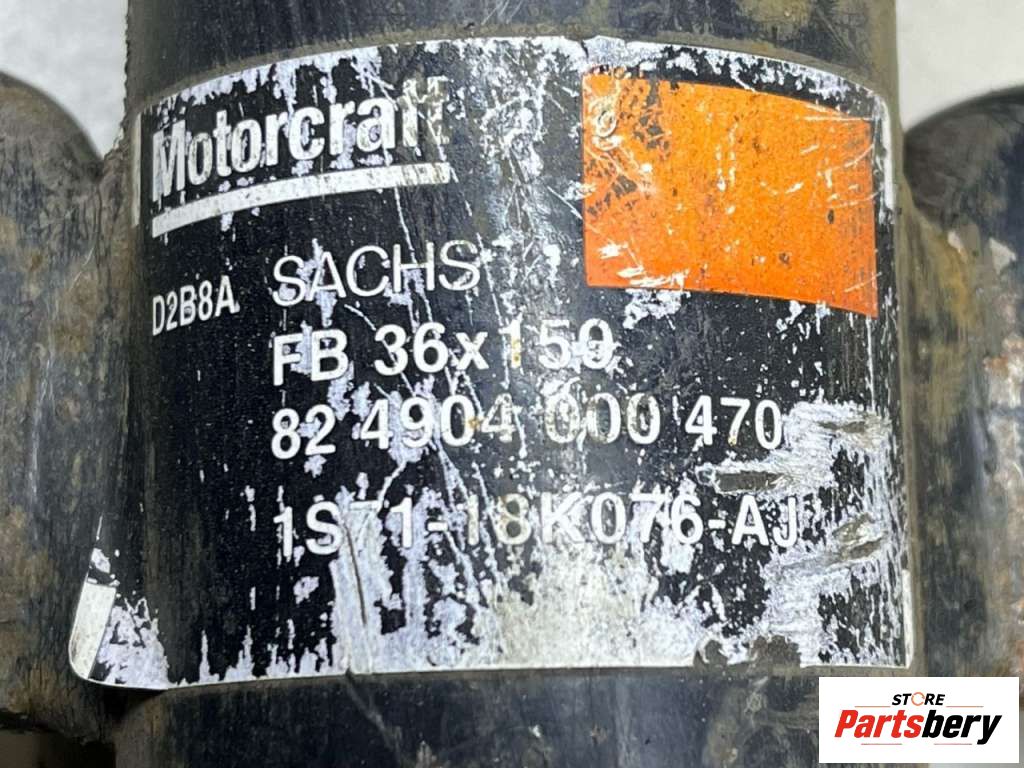 Motorcraft
D2B8A SACHS
FB 36x150
82 4904 000 470
1S71-18K076-AJ
STORE
Partsbery